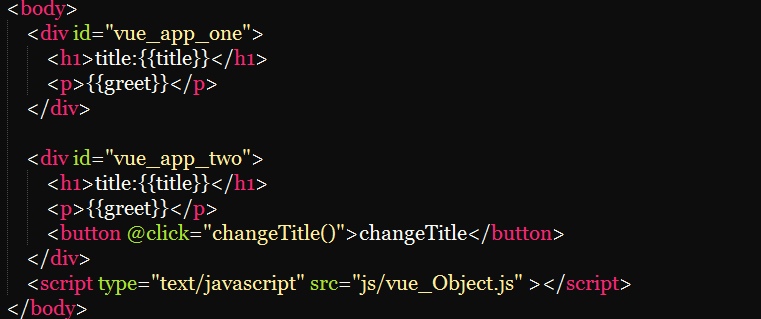 <body>
<div id="vue_app_one">
<h1>title:{{title}}</h1>
<p>{{greet}}</p>
</div>
<div id="vue_app_two">
<h1>title:{{title}}</h1>
<p>{{greet}}</p>
<button @click="changeTitle()">changeTitle</button>
</div>
<script type="text/javascript" src="js/vue_Object.js" ></script>
</body>